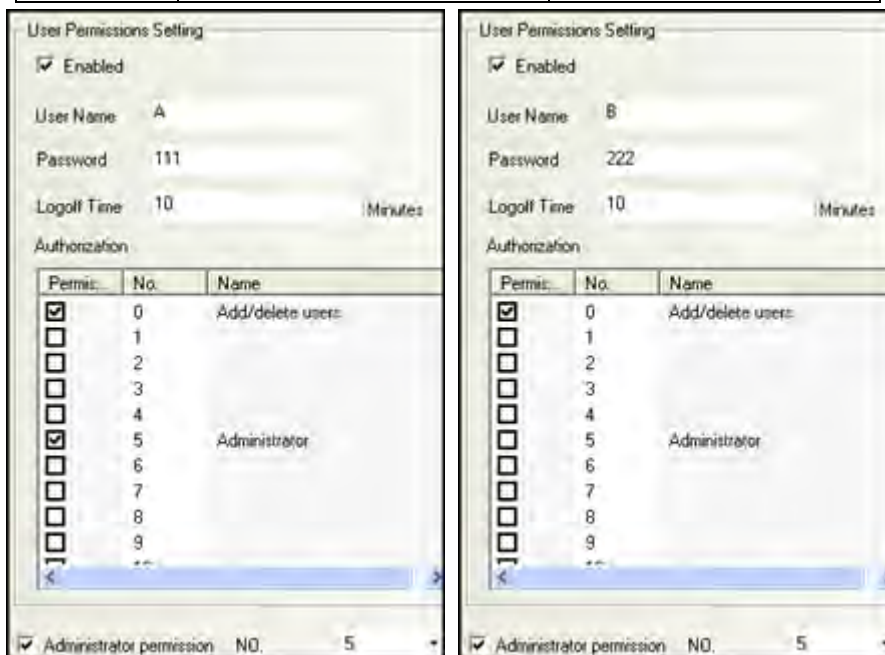 User Permissions Setting
Enabled
User Name A
Password 111
Logoff Time 10 Minutes
Authorization
Permis... No. Name
0 Add/delete users
1
2
3
4
5 Administrator
6
7
8
9
Administrator permission NO. 5
User Permissions Setting
Enabled
User Name B
Password 222
Logoff Time 10 Minutes
Authorization
Permis... No. Name
0 Add/delete users
1
2
3
4
5 Administrator
6
7
8
9
Administrator permission NO. 5